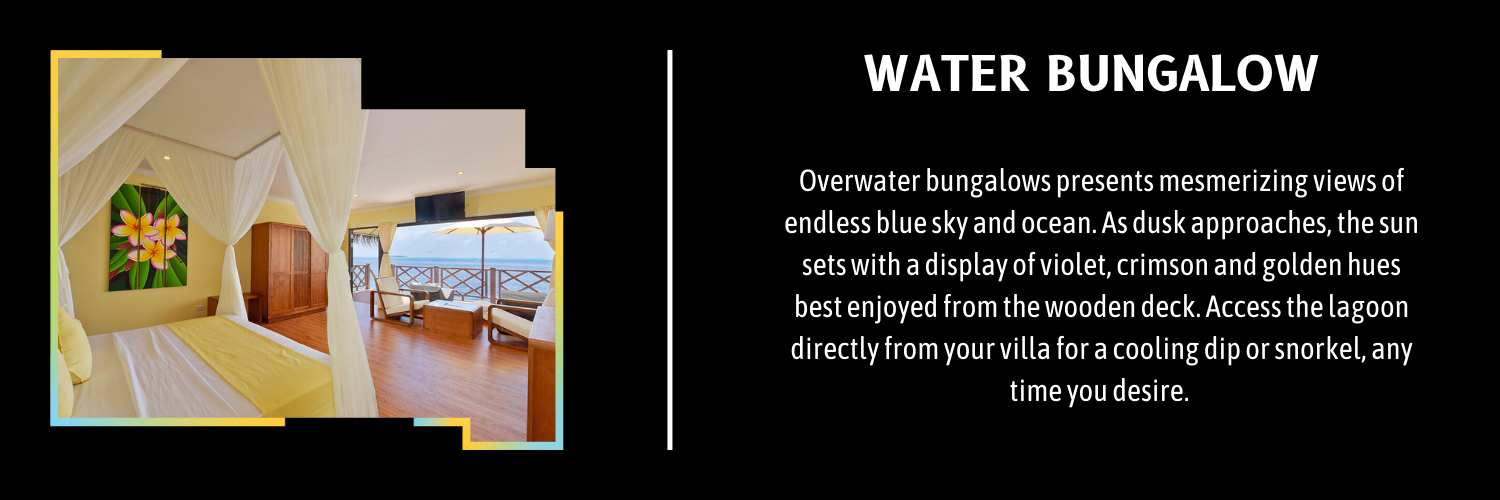 WATER BUNGALOW
Overwater bungalows presents mesmerizing views of
endless blue sky and ocean. As dusk approaches, the sun
sets with a display of violet, crimson and golden hues
best enjoyed from the wooden deck. Access the lagoon
directly from your villa for a cooling dip or snorkel, any
time you desire.